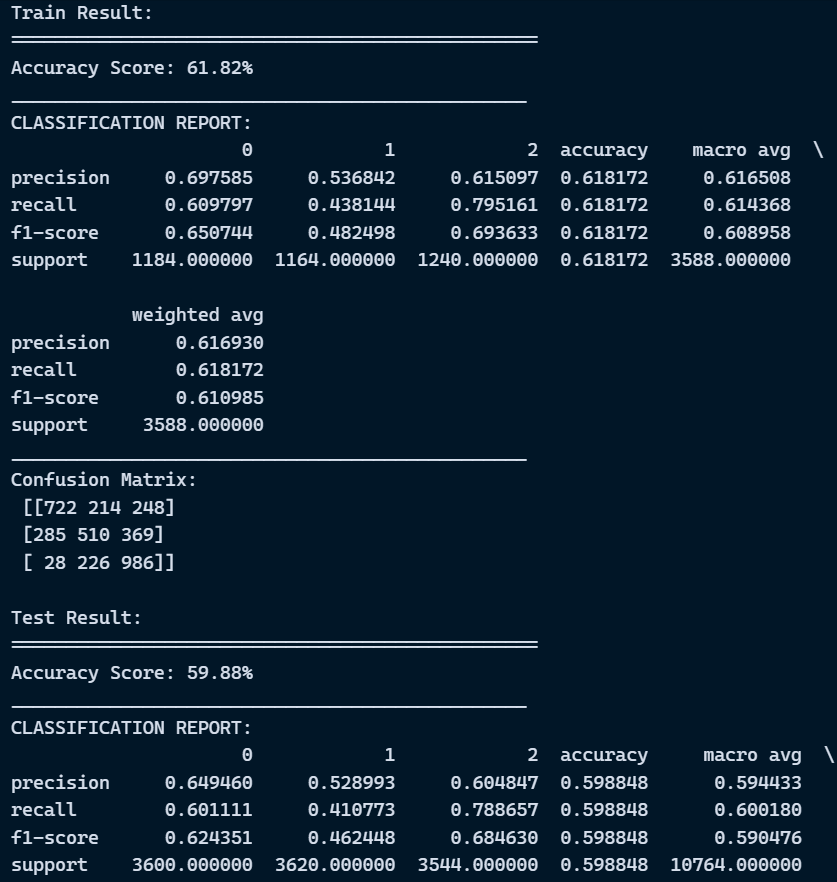 Train Result:
================================================
Accuracy Score: 61.82%
_______________________________________________
CLASSIFICATION REPORT:
                     0            1            2  accuracy    macro avg  \
precision     0.697585     0.536842     0.615097  0.618172     0.616508
recall        0.609797     0.438144     0.795161  0.618172     0.614368
f1-score      0.650744     0.482498     0.693633  0.618172     0.608958
support    1184.000000  1164.000000  1240.000000  0.618172  3588.000000

           weighted avg
precision      0.616930
recall         0.618172
f1-score       0.610985
support     3588.000000
_______________________________________________
Confusion Matrix:
 [[722 214 248]
 [285 510 369]
 [ 28 226 986]]

Test Result:
================================================
Accuracy Score: 59.88%
_______________________________________________
CLASSIFICATION REPORT:
                     0            1            2  accuracy     macro avg  \
precision     0.649460     0.528993     0.604847  0.598848      0.594433
recall        0.601111     0.410773     0.788657  0.598848      0.600180
f1-score      0.624351     0.462448     0.684630  0.598848      0.590476
support    3600.000000  3620.000000  3544.000000  0.598848  10764.000000